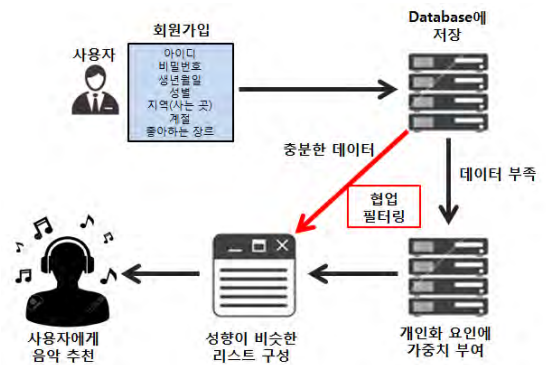 회원가입
사용자
아이디
비밀번호
생년월일
성별
지역(사는 곳)
계절
좋아하는 장르
Database에
저장
충분한 데이터
데이터 부족
협업
필터링
사용자에게
음악 추천
성향이 비슷한
리스트 구성
개인화 요인에
가중치 부여